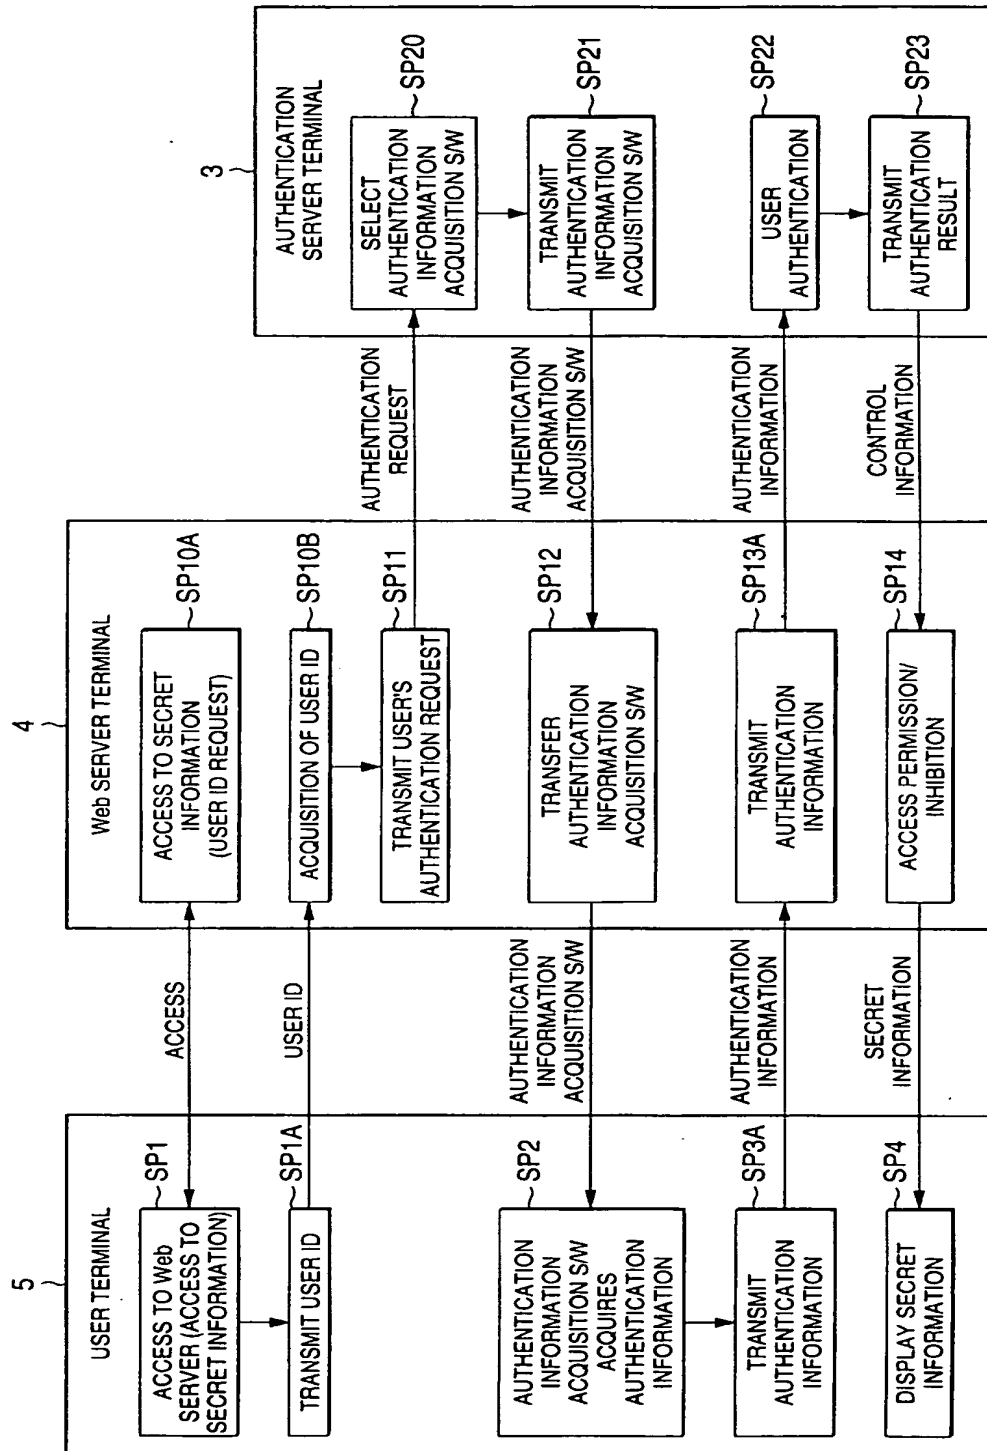 5
USER TERMINAL
ACCESS TO Web
SERVER (ACCESS TO
SECRET INFORMATION)
SP1
TRANSMIT USER ID
SP1A
AUTHENTICATION
INFORMATION
ACQUISITION S/W
ACQUIRES
AUTHENTICATION
INFORMATION
SP2
TRANSMIT
AUTHENTICATION
INFORMATION
SP3A
DISPLAY SECRET
INFORMATION
SP4
ACCESS
USER ID
AUTHENTICATION
INFORMATION
ACQUISITION S/W
AUTHENTICATION
INFORMATION
SECRET
INFORMATION
4
Web SERVER TERMINAL
ACCESS TO SECRET
INFORMATION
(USER ID REQUEST)
SP10A
ACQUISITION OF USER ID
SP10B
TRANSMIT USER'S
AUTHENTICATION REQUEST
SP11
TRANSFER
AUTHENTICATION
INFORMATION
ACQUISITION S/W
SP12
TRANSMIT
AUTHENTICATION
INFORMATION
SP13A
ACCESS PERMISSION/
INHIBITION
SP14
AUTHENTICATION
REQUEST
AUTHENTICATION
INFORMATION
ACQUISITION S/W
AUTHENTICATION
INFORMATION
CONTROL
INFORMATION
3
AUTHENTICATION
SERVER TERMINAL
SELECT
AUTHENTICATION
INFORMATION
ACQUISITION S/W
SP20
TRANSMIT
AUTHENTICATION
INFORMATION
ACQUISITION S/W
SP21
USER
AUTHENTICATION
SP22
TRANSMIT
AUTHENTICATION
RESULT
SP23